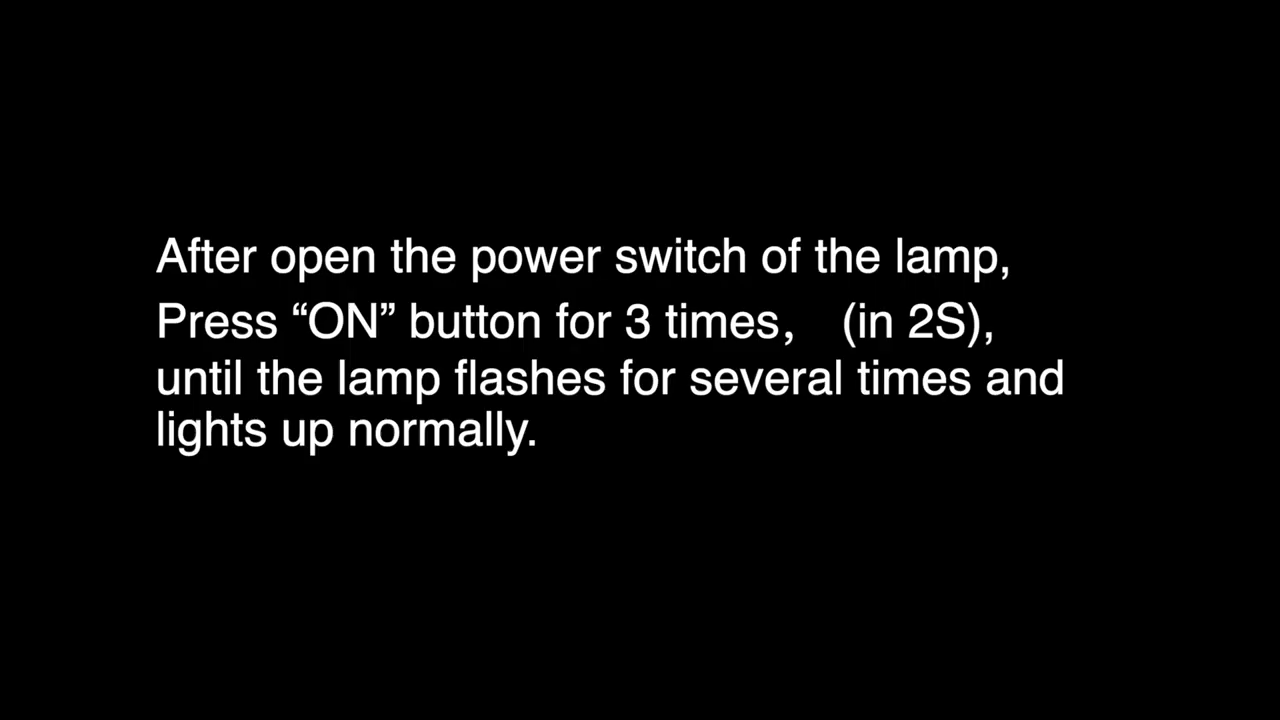 After open the power switch of the lamp,
Press “ON” button for 3 times, (in 2S),
until the lamp flashes for several times and
lights up normally.